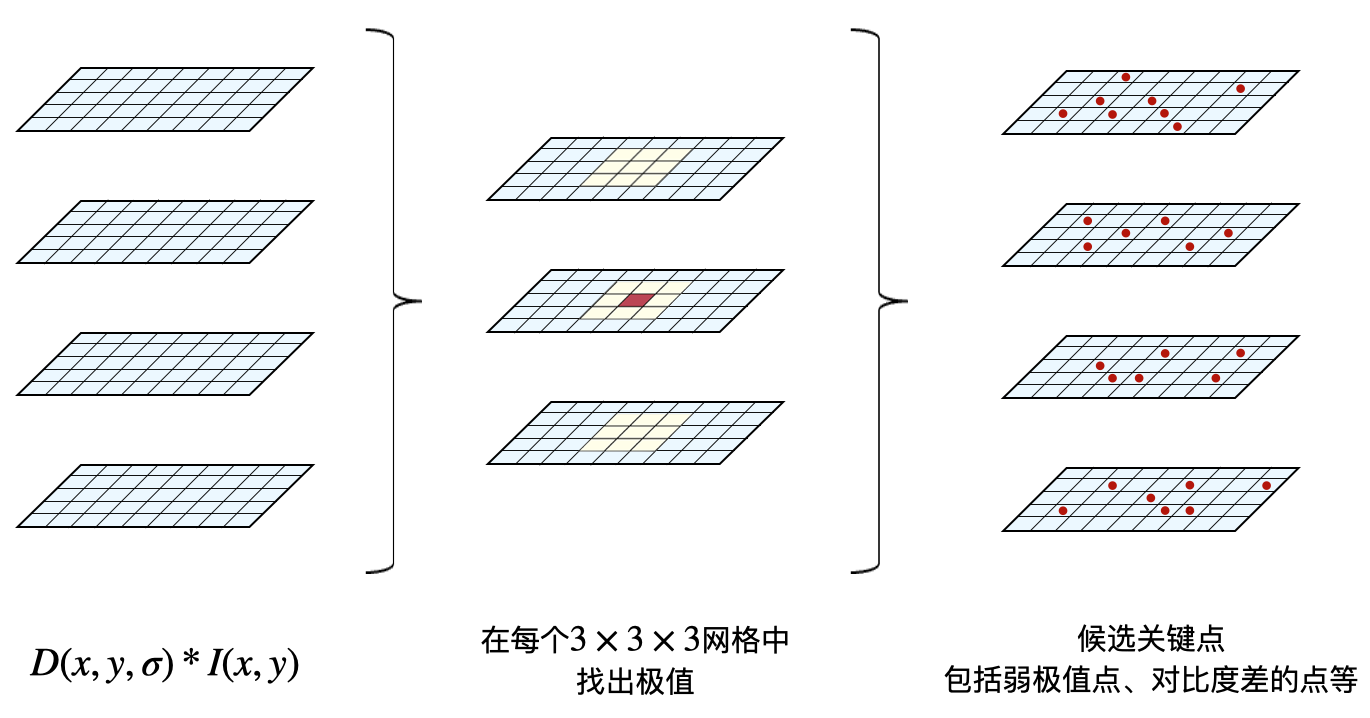 D(x, y, σ) * I(x, y)
在每个3 × 3 × 3网格中
找出极值
候选关键点
包括弱极值点、对比度差的点等